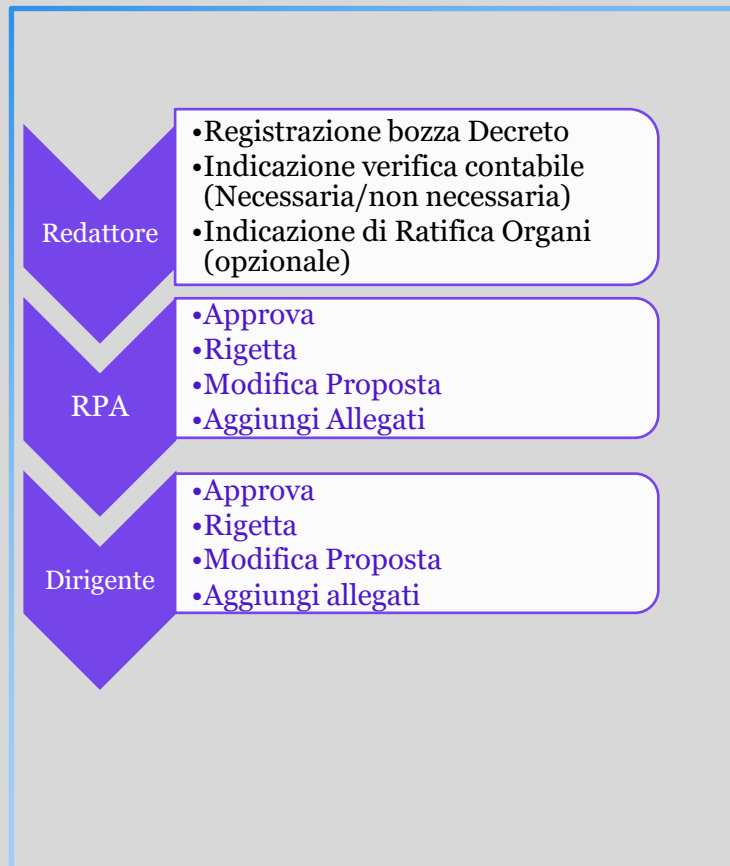 Redattore
•Registrazione bozza Decreto
•Indicazione verifica contabile
(Necessaria/non necessaria)
•Indicazione di Ratifica Organi
(opzionale)
RPA
•Approva
•Rigetta
•Modifica Proposta
•Aggiungi Allegati
Dirigente
•Approva
•Rigetta
•Modifica Proposta
•Aggiungi allegati